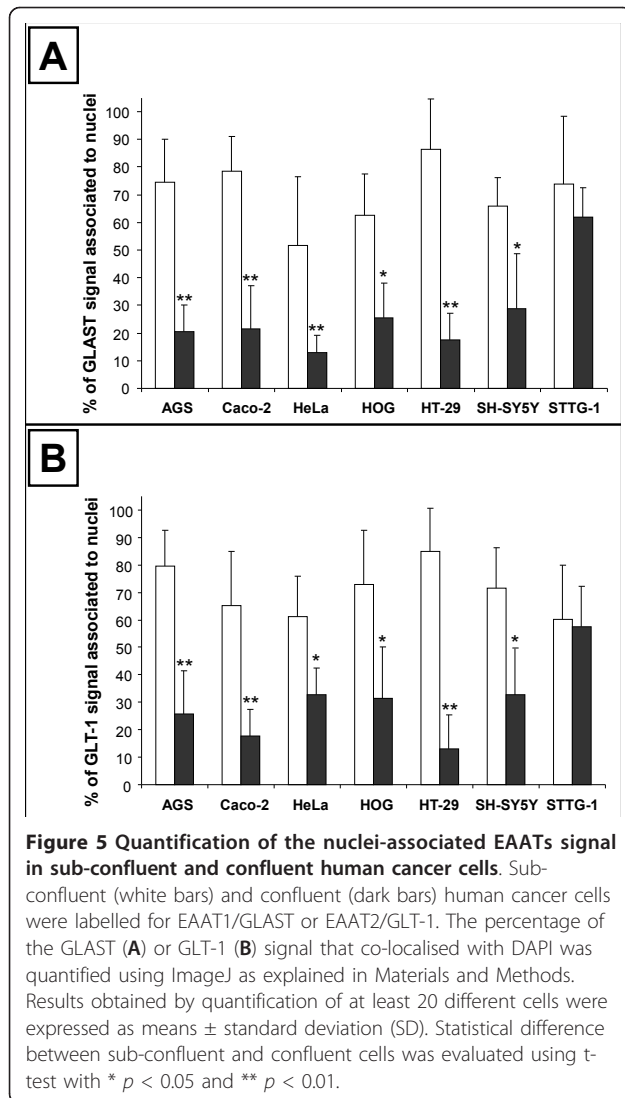 A
% of GLAST signal associated to nuclei
100
90
80
70
60
50
40
30
20
10
0
** ** ** * ** *
AGS Caco-2 HeLa HOG HT-29 SH-SY5Y STTG-1
B
% of GLT-1 signal associated to nuclei
100
90
80
70
60
50
40
30
20
10
0
** ** * * ** *
AGS Caco-2 HeLa HOG HT-29 SH-SY5Y STTG-1
Figure 5 Quantification of the nuclei-associated EAATs signal
in sub-confluent and confluent human cancer cells. Sub-
confluent (white bars) and confluent (dark bars) human cancer cells
were labelled for EAAT1/GLAST or EAAT2/GLT-1. The percentage of
the GLAST (A) or GLT-1 (B) signal that co-localised with DAPI was
quantified using ImageJ as explained in Materials and Methods.
Results obtained by quantification of at least 20 different cells were
expressed as means ± standard deviation (SD). Statistical difference
between sub-confluent and confluent cells was evaluated using t-
test with * p < 0.05 and ** p < 0.01.